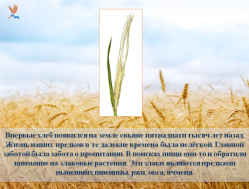 Впервые хлеб появился на земле свыше пятнадцати тысяч лет назад.
Жизнь наших предков в те далекие времена была нелёгкой. Главной
заботой была забота о пропитании. В поисках пищи они-то и обратили
внимание на злаковые растения. Эти злаки являются предками
нынешних пшеницы, ржи, овса, ячменя.